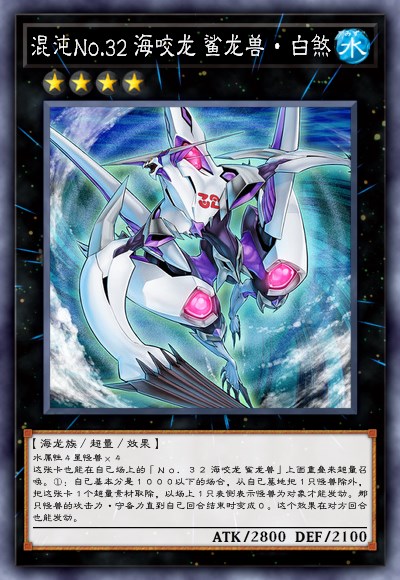 混沌No.32 海咬龙 鲨龙兽·白煞 水
32
【海龙族/超量/效果】
水属性4星怪兽×4
这张卡也能在自己场上的「No.32 海咬龙 鲨龙兽」上面重叠来超量召
唤。①：自己基本分是1000以下的场合，从自己墓地把1只怪兽除外，
把这张卡1个超量素材取除，以场上1只表侧表示怪兽为对象才能发动。那
只怪兽的攻击力·守备力直到自己回合结束时变成0。这个效果在对方回合
也能发动。
ATK/2800 DEF/2100